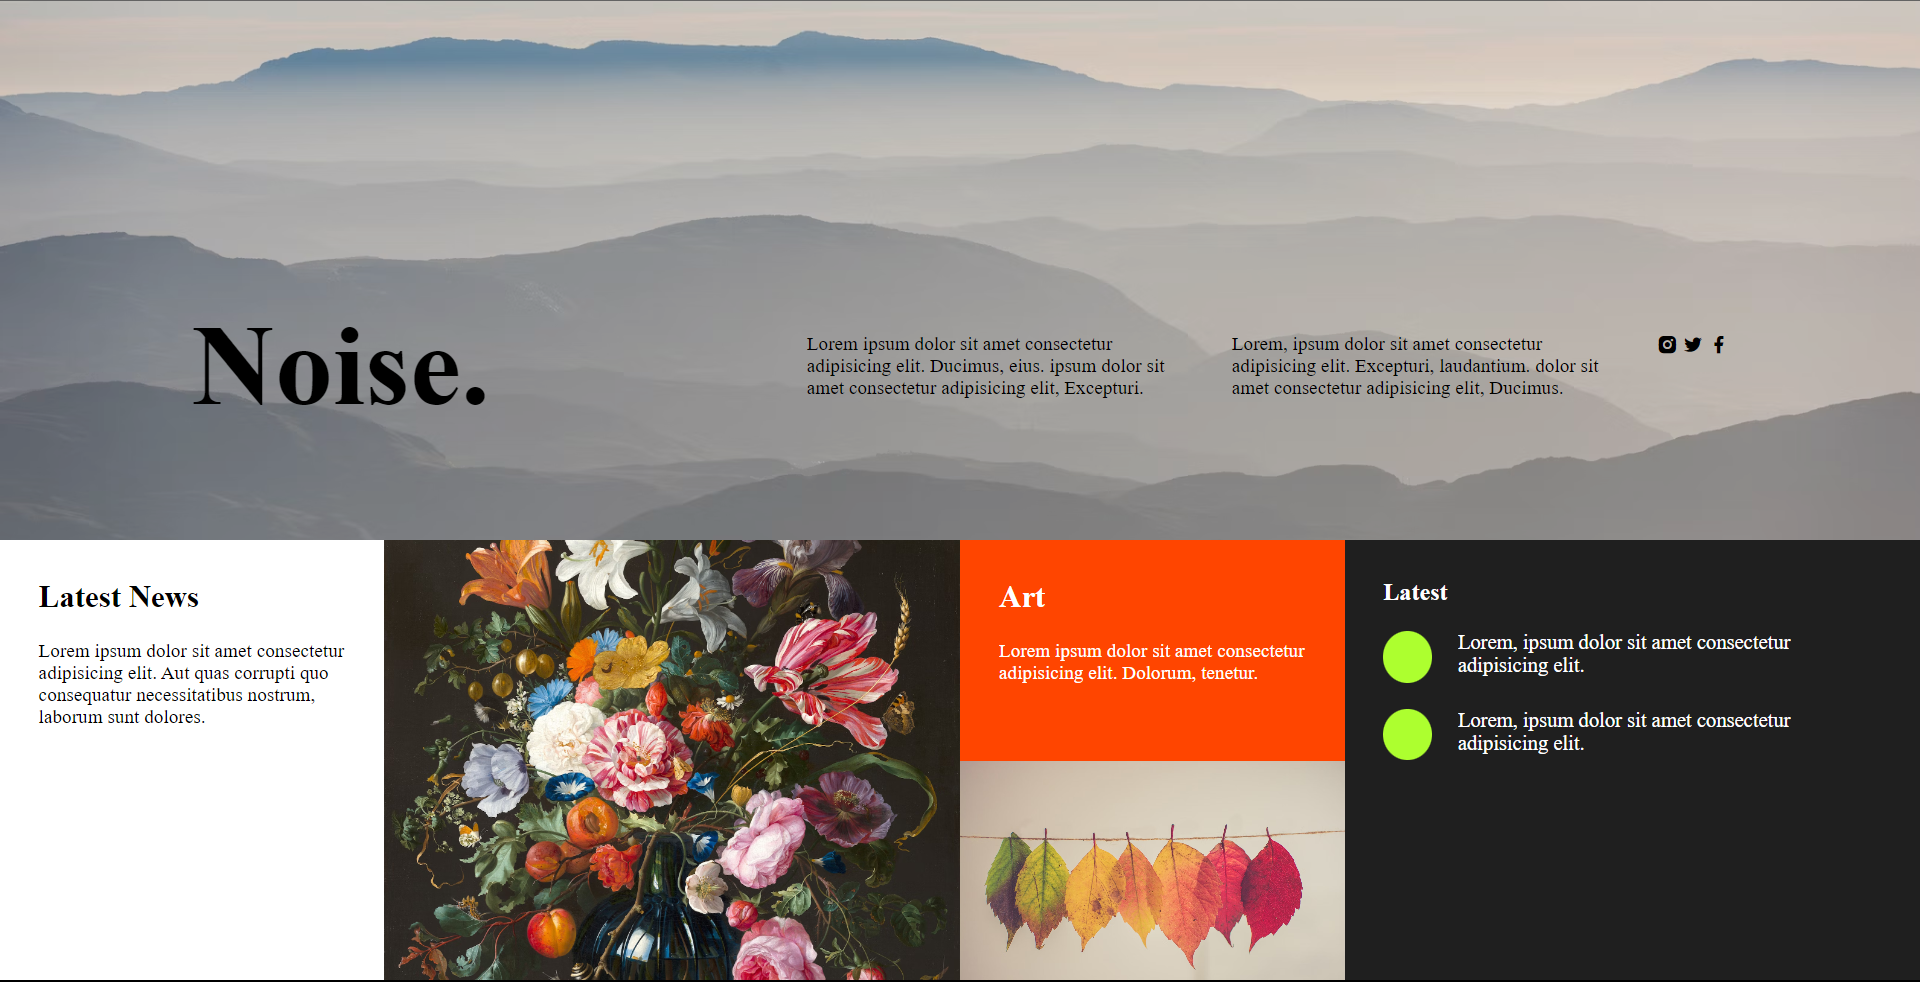 Noise.
Lorem ipsum dolor sit amet consectetur
adipisicing elit. Ducimus, eius. ipsum dolor sit
amet consectetur adipisicing elit, Excepturi.
Lorem, ipsum dolor sit amet consectetur
adipisicing elit. Excepturi, laudantium. dolor sit
amet consectetur adipisicing elit, Ducimus.
Latest News
Lorem ipsum dolor sit amet consectetur
adipisicing elit. Aut quas corrupti quo
consequatur necessitatibus nostrum,
laborum sunt dolores.
Art
Lorem ipsum dolor sit amet consectetur
adipisicing elit. Dolorum, tenetur.
Latest
Lorem, ipsum dolor sit amet consectetur
adipisicing elit.
Lorem, ipsum dolor sit amet consectetur
adipisicing elit.